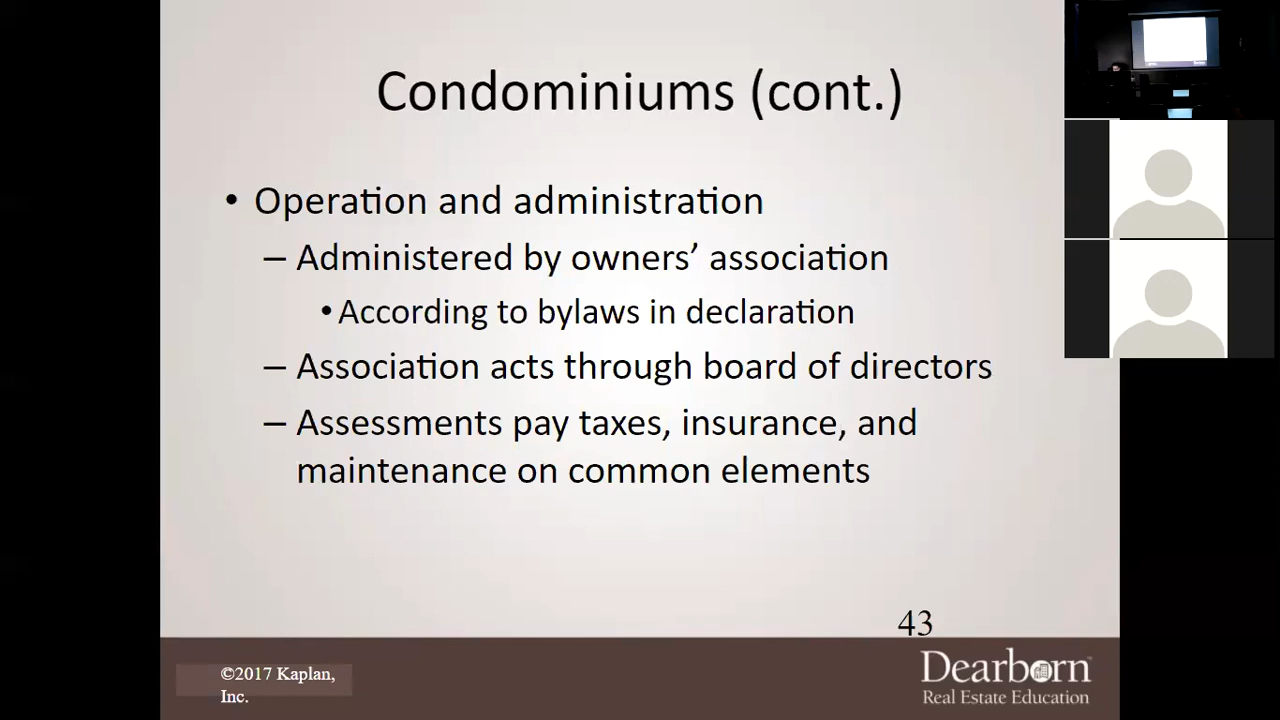 Condominiums (cont.)
• Operation and administration
– Administered by owners’ association
• According to bylaws in declaration
– Association acts through board of directors
– Assessments pay taxes, insurance, and
maintenance on common elements
43
©2017 Kaplan,
Inc.
Dearborn
Real Estate Education